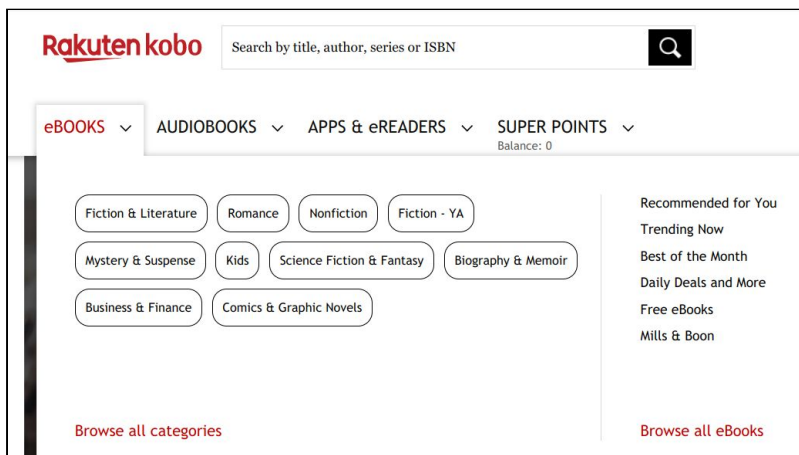 Rakuten kobo
Search by title, author, series or ISBN
eBOOKS AUDIOBOOKS APPS & eREADERS SUPER POINTS
Balance: 0
Fiction & Literature Romance Nonfiction Fiction - YA
Mystery & Suspense Kids Science Fiction & Fantasy Biography & Memoir
Business & Finance Comics & Graphic Novels
Browse all categories
Recommended for You
Trending Now
Best of the Month
Daily Deals and More
Free eBooks
Mills & Boon
Browse all eBooks